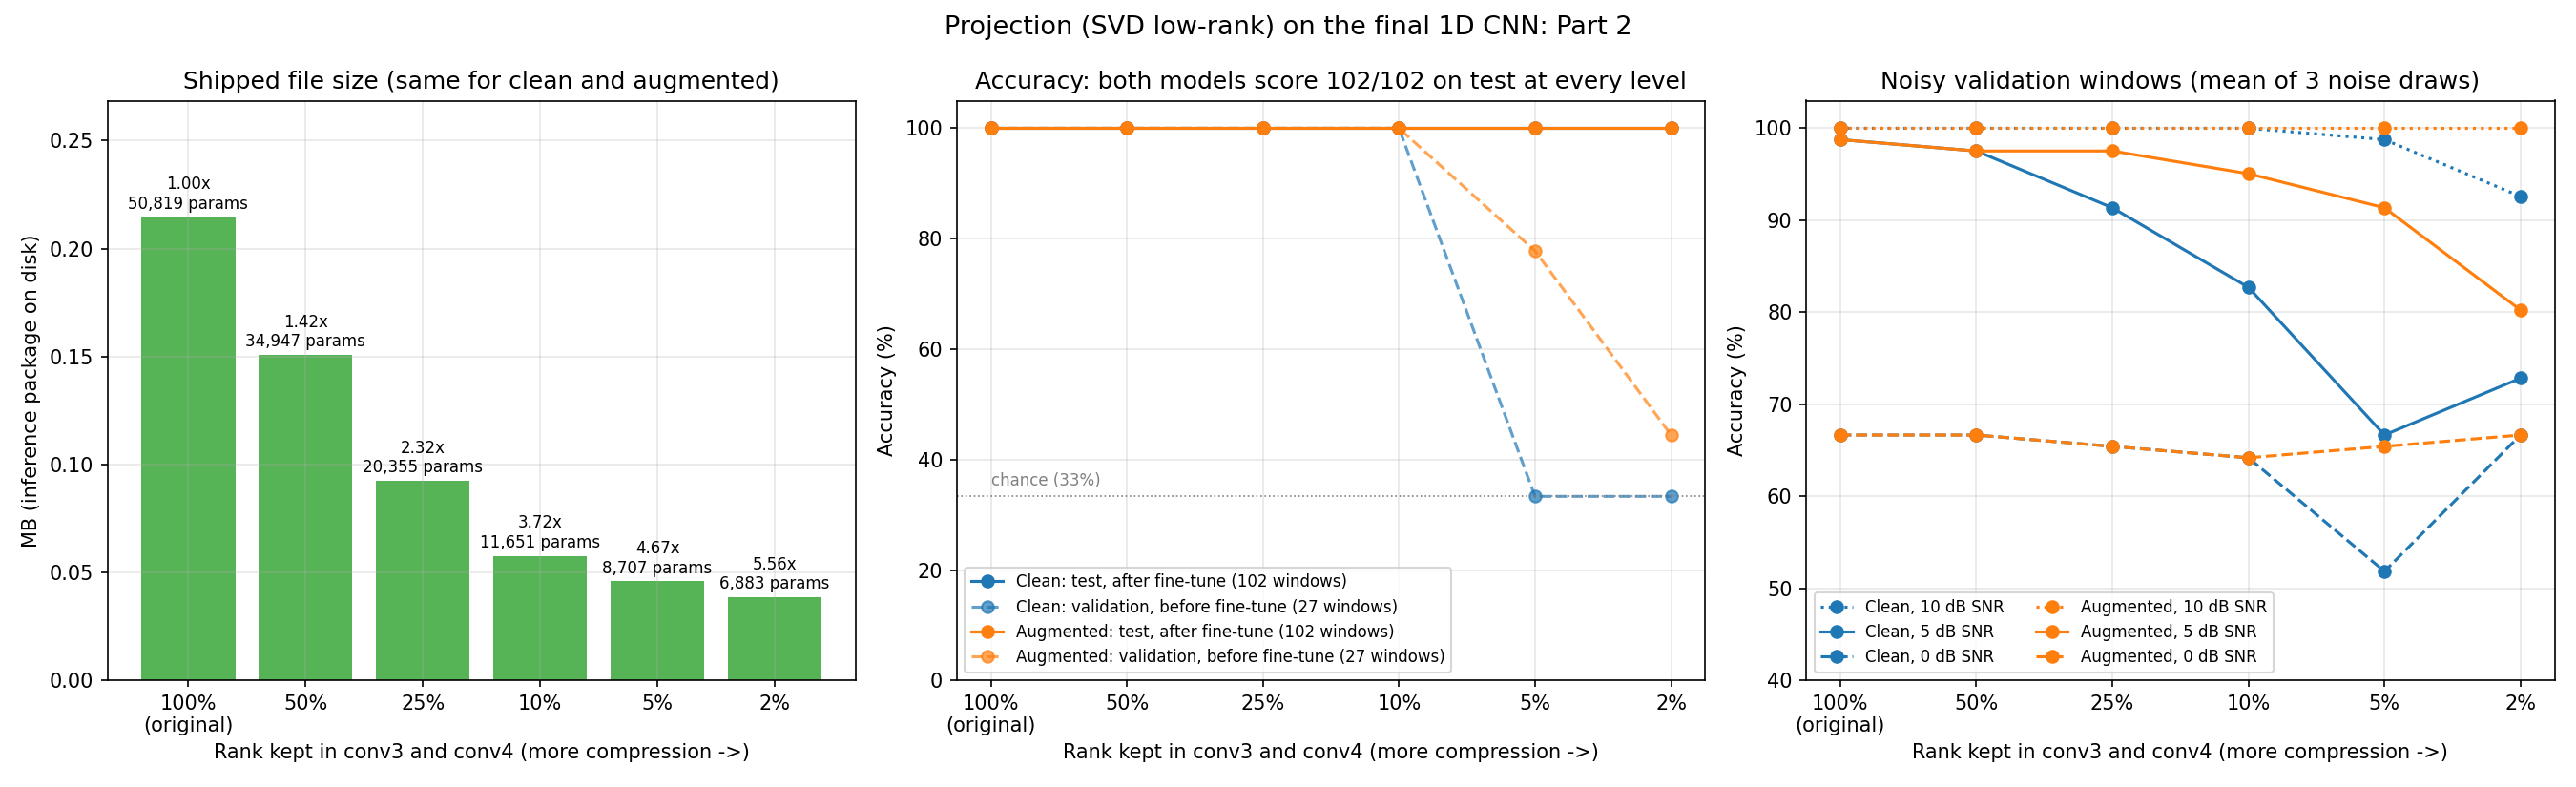 Projection (SVD low-rank) on the final 1D CNN: Part 2
Shipped file size (same for clean and augmented)
MB (inference package on disk)
0.25
0.20
0.15
0.10
0.05
0.00
1.00x
50,819 params
1.42x
34,947 params
2.32x
20,355 params
3.72x
11,651 params
4.67x
8,707 params
5.56x
6,883 params
100%
(original)
50%
25%
10%
5%
2%
Rank kept in conv3 and conv4 (more compression ->)
Accuracy: both models score 102/102 on test at every level
Accuracy (%)
100
80
60
40
20
0
chance (33%)
Clean: test, after fine-tune (102 windows)
Clean: validation, before fine-tune (27 windows)
Augmented: test, after fine-tune (102 windows)
Augmented: validation, before fine-tune (27 windows)
100%
(original)
50%
25%
10%
5%
2%
Rank kept in conv3 and conv4 (more compression ->)
Noisy validation windows (mean of 3 noise draws)
Accuracy (%)
100
90
80
70
60
50
40
Clean, 10 dB SNR
Clean, 5 dB SNR
Clean, 0 dB SNR
Augmented, 10 dB SNR
Augmented, 5 dB SNR
Augmented, 0 dB SNR
100%
(original)
50%
25%
10%
5%
2%
Rank kept in conv3 and conv4 (more compression ->)